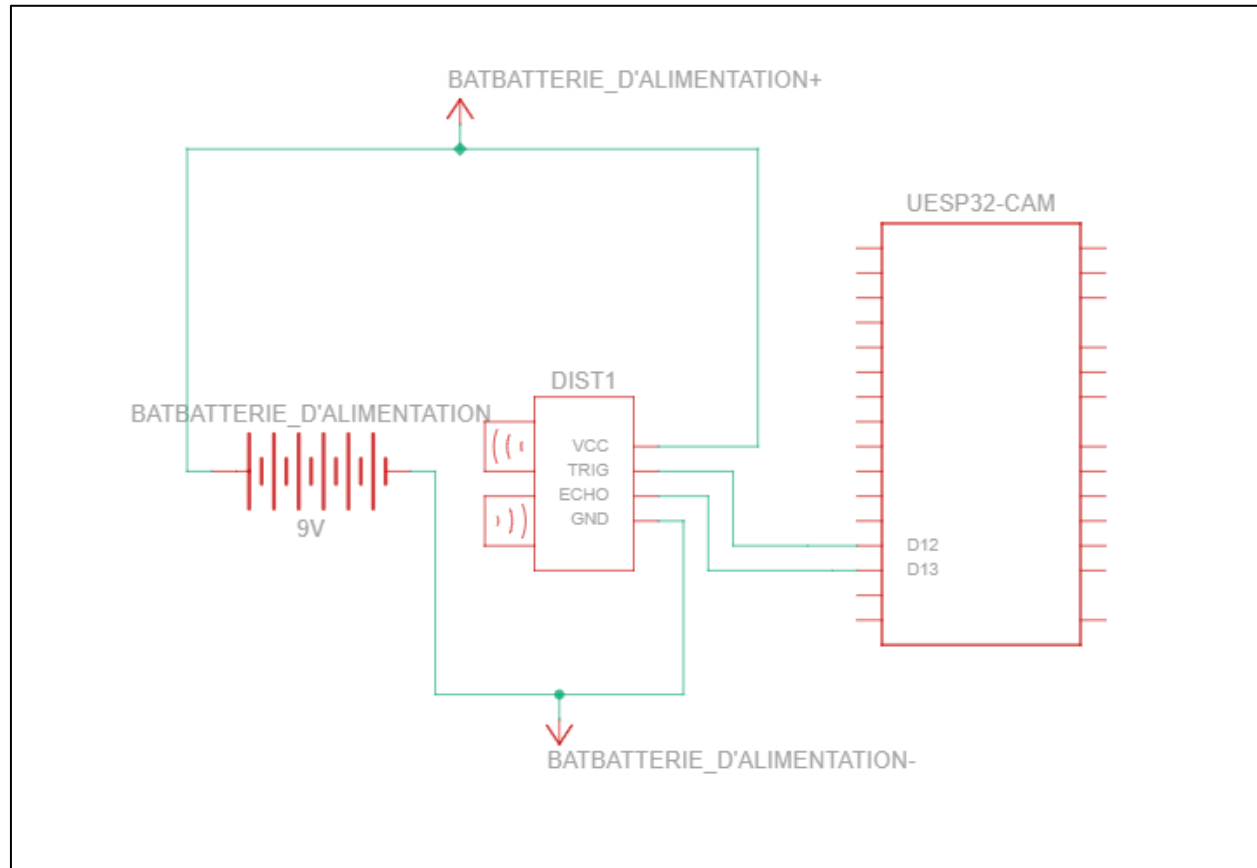 BATBATTERIE_D'ALIMENTATION+
UESP32-CAM
DIST1
BATBATTERIE_D'ALIMENTATION
VCC
TRIG
ECHO
GND
9V
D12
D13
BATBATTERIE_D'ALIMENTATION-